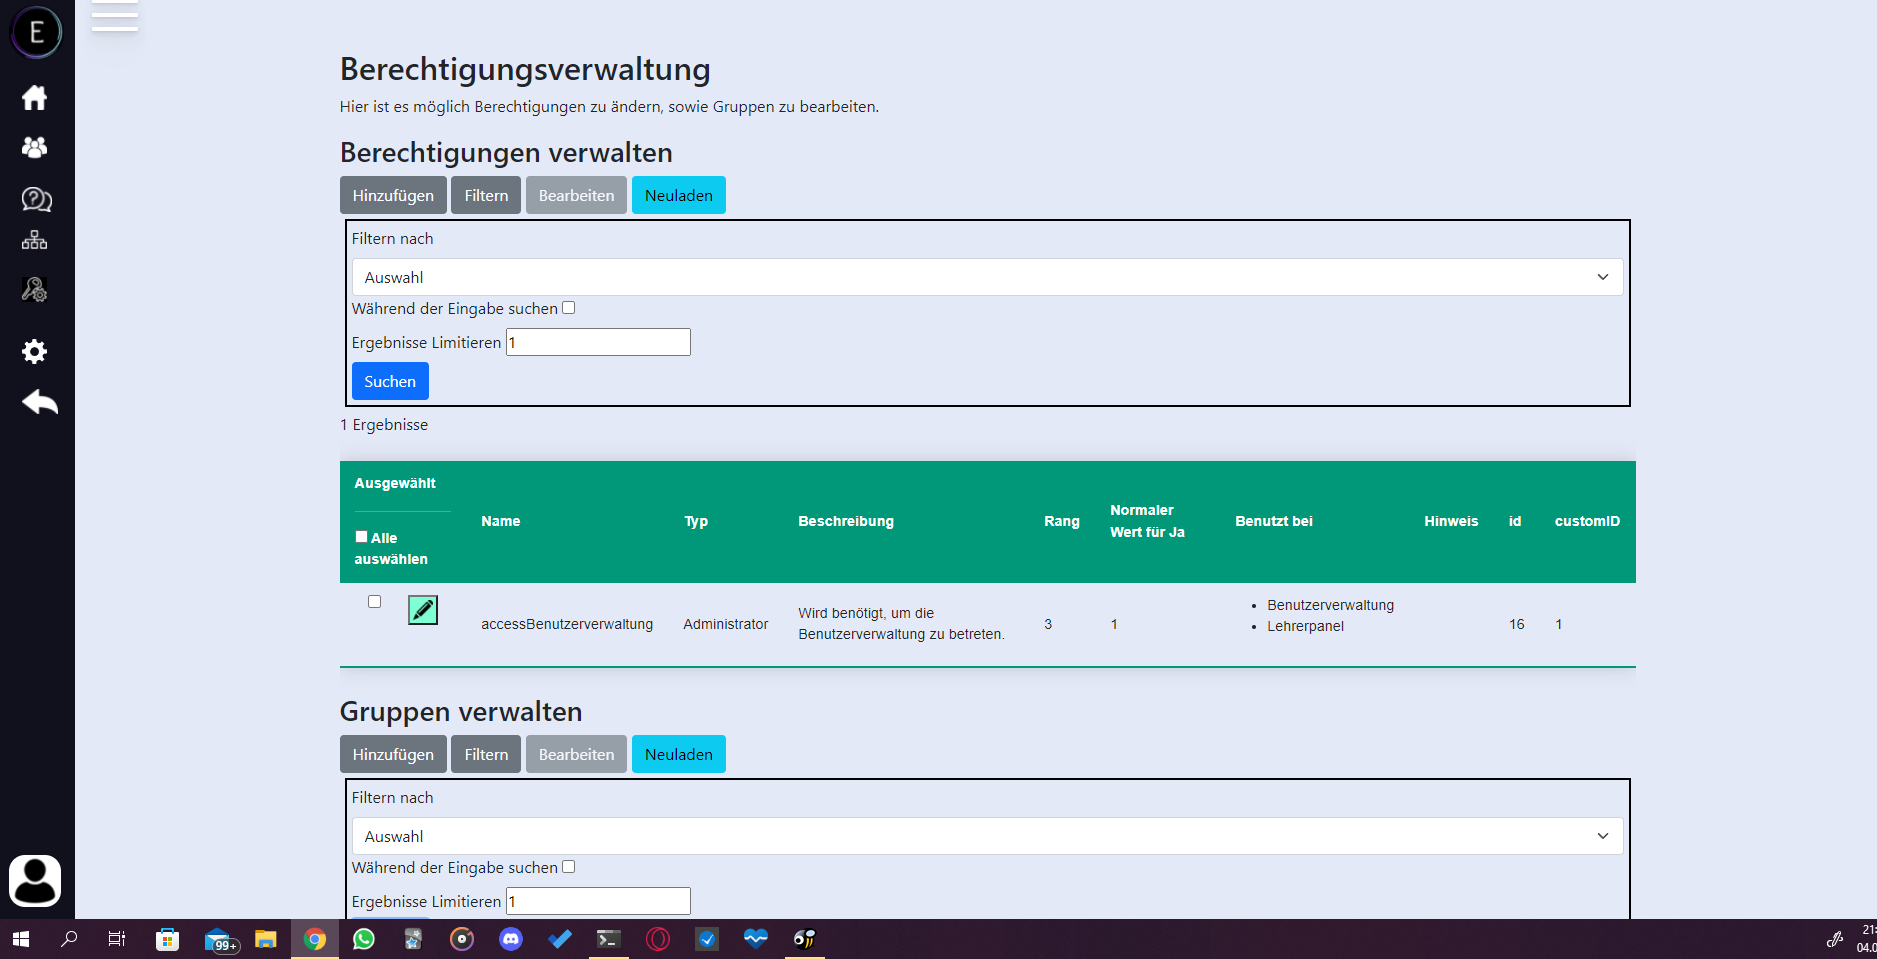 E
Berechtigungsverwaltung
Hier ist es möglich Berechtigungen zu ändern, sowie Gruppen zu bearbeiten.
Berechtigungen verwalten
Hinzufügen Filtern Bearbeiten Neuladen
Filtern nach
Auswahl
Während der Eingabe suchen
Ergebnisse Limitieren 1
Suchen
1 Ergebnisse
Ausgewählt
Alle auswählen
Name Typ Beschreibung Rang Normaler Wert für Ja Benutzt bei Hinweis id customID
accessBenutzerverwaltung Administrator Wird benötigt, um die Benutzerverwaltung zu betreten. 3 1 Benutzerverwaltung Lehrerpanel 16 1
Gruppen verwalten
Hinzufügen Filtern Bearbeiten Neuladen
Filtern nach
Auswahl
Während der Eingabe suchen
Ergebnisse Limitieren 1
99+
21:
04.0